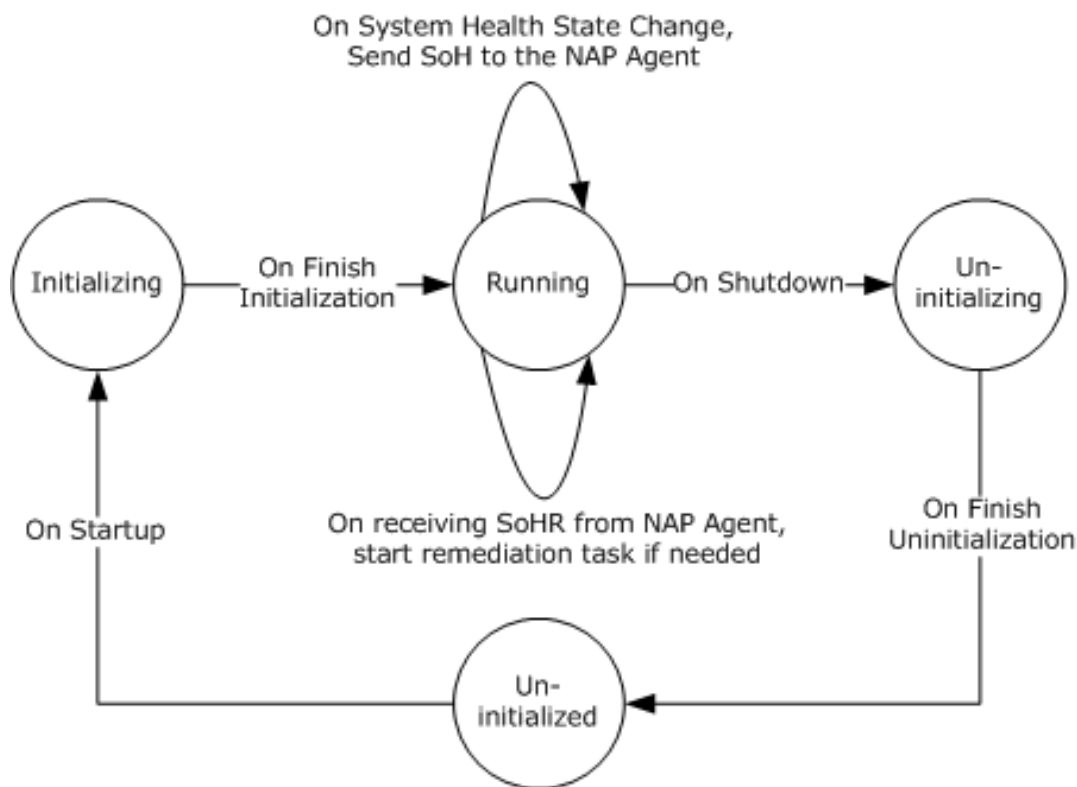 On System Health State Change,
Send SoH to the NAP Agent
Initializing
On Finish
Initialization
Running
On Shutdown
Un-
initializing
On Startup
On receiving SoHR from NAP Agent,
start remediation task if needed
On Finish
Uninitialization
Un-
initialized